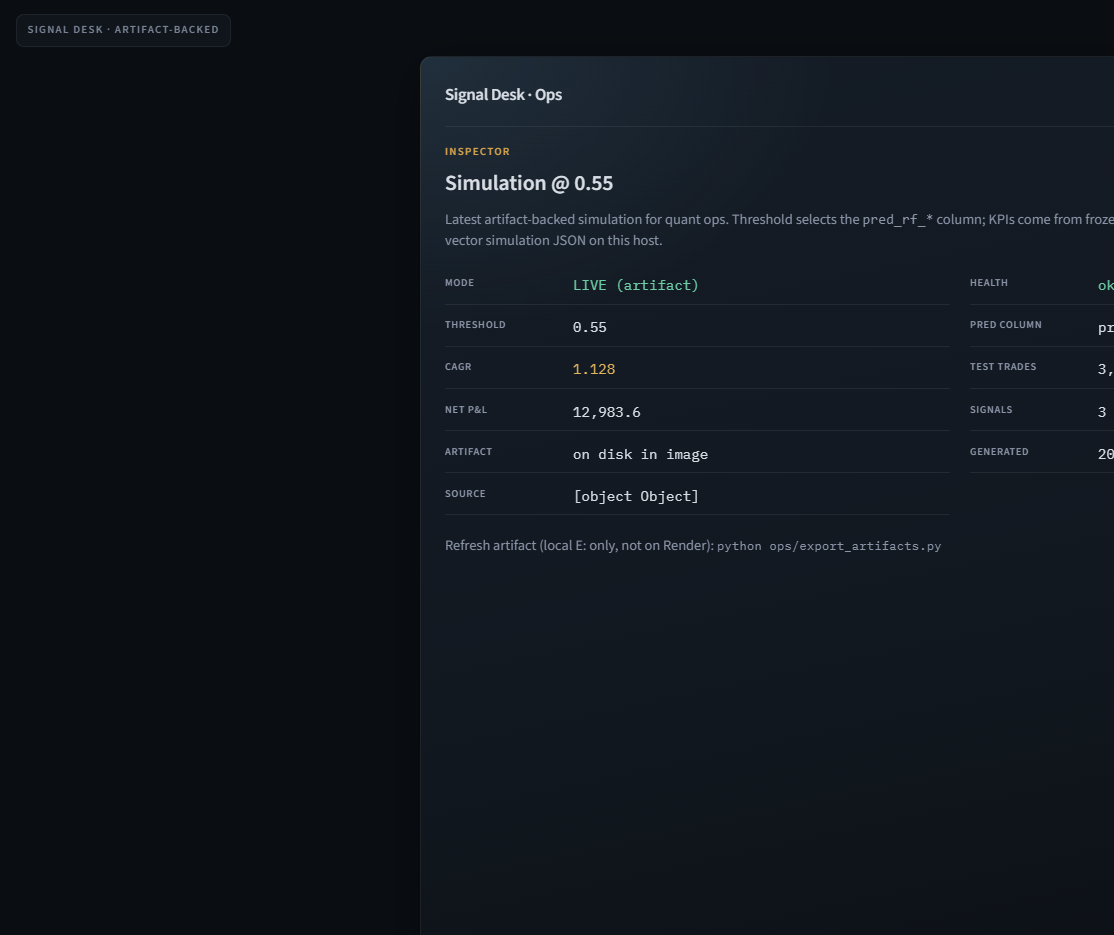 SIGNAL DESK · ARTIFACT-BACKED
Signal Desk · Ops
INSPECTOR
Simulation @ 0.55
Latest artifact-backed simulation for quant ops. Threshold selects the pred_rf_* column; KPIs come from froze
vector simulation JSON on this host.
MODE LIVE (artifact) HEALTH ok
THRESHOLD 0.55 PRED COLUMN pr
CAGR 1.128 TEST TRADES 3,
NET P&L 12,983.6 SIGNALS 3
ARTIFACT on disk in image GENERATED 20
SOURCE [object Object]
Refresh artifact (local E: only, not on Render): python ops/export_artifacts.py